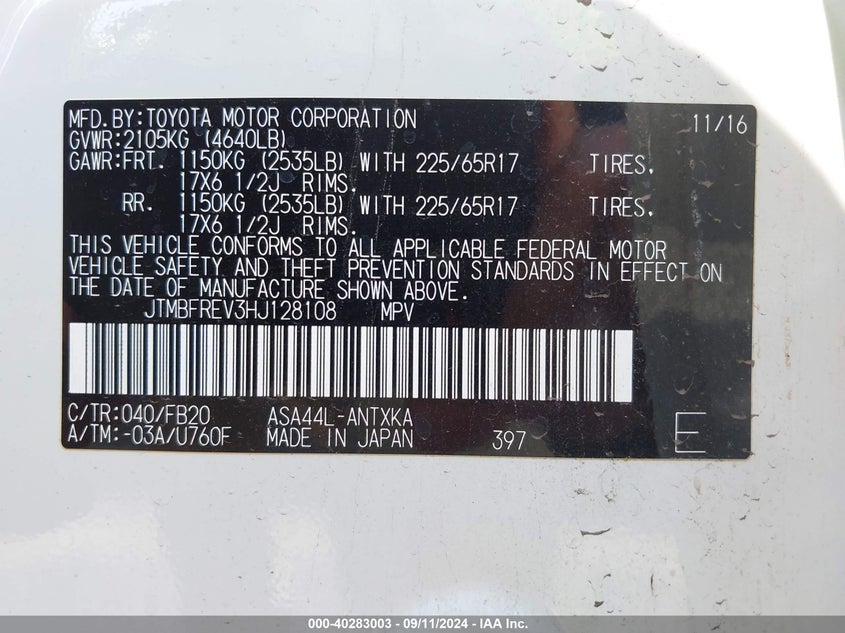 MFD.BY:TOYOTA MOTOR CORPORATION 11/16
GVWR:2105KG (4640LB)
GAWR:FRT. 1150KG (2535LB) WITH 225/65R17 TIRES.
17X6 1/2J RIMS.
RR. 1150KG (2535LB) WITH 225/65R17 TIRES.
17X6 1/2J RIMS.
THIS VEHICLE CONFORMS TO ALL APPLICABLE FEDERAL MOTOR
VEHICLE SAFETY AND THEFT PREVENTION STANDARDS IN EFFECT ON
THE DATE OF MANUFACTURE SHOWN ABOVE.
JTMBFREV3HJ128108 MPV
C/TR:040/FB20 ASA44L-ANTXKA
A/TM:-03A/U760F MADE IN JAPAN 397 E
000-40283003 - 09/11/2024 - IAA Inc.